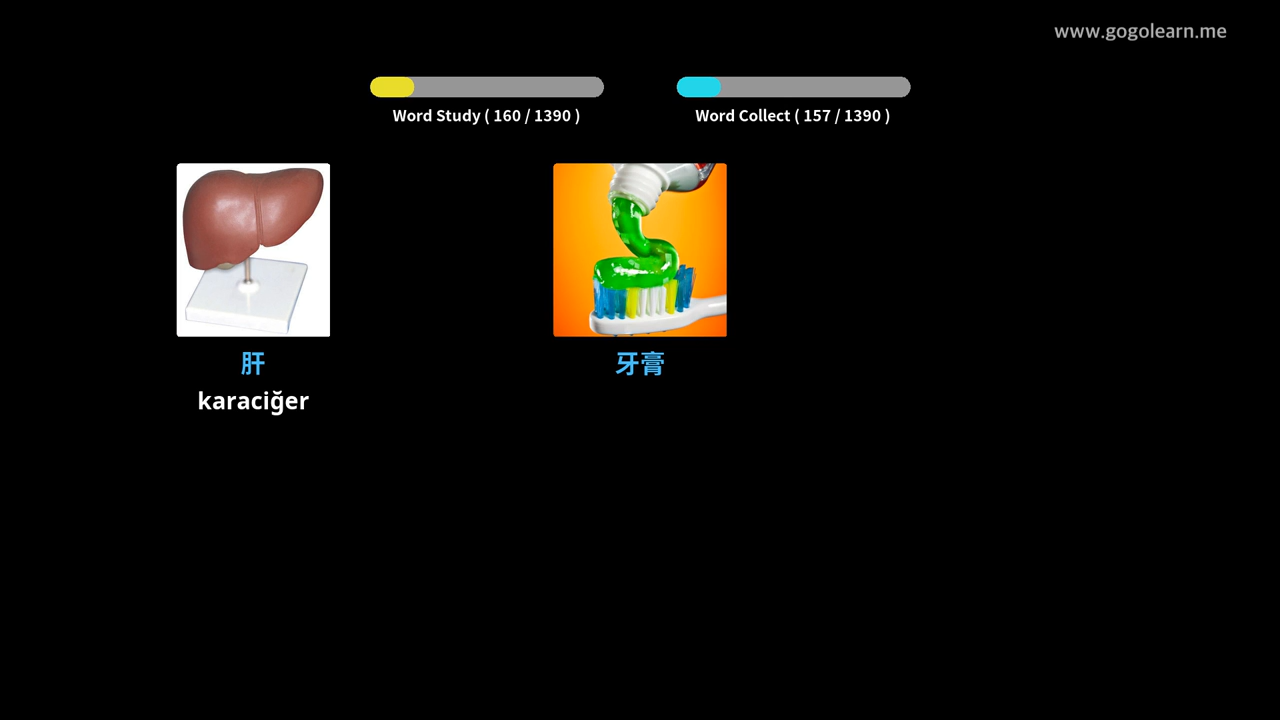 www.gogolearn.me
Word Study ( 160 / 1390 )
Word Collect ( 157 / 1390 )
肝
karaciğer
牙膏